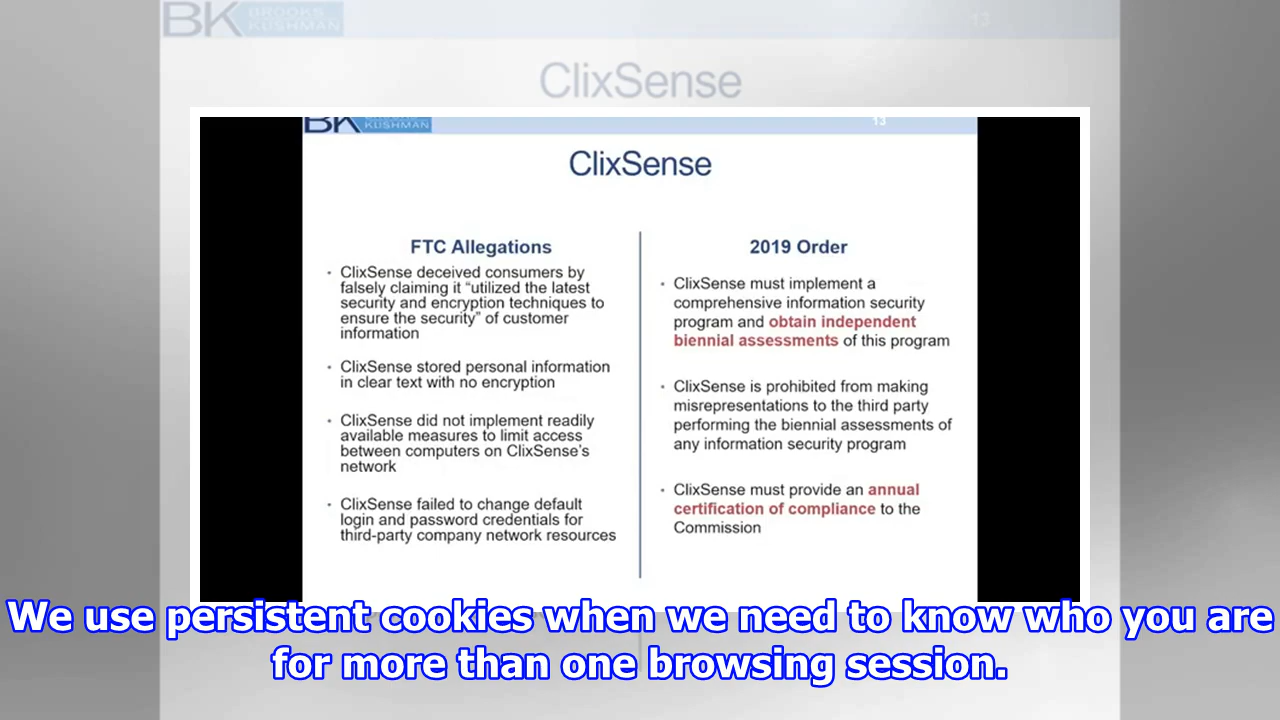 BROOKS
BK KUSHMAN
13
ClixSense
BK KUSHMAN
13
ClixSense
FTC Allegations
• ClixSense deceived consumers by
falsely claiming it “utilized the latest
security and encryption techniques to
ensure the security” of customer
information
• ClixSense stored personal information
in clear text with no encryption
• ClixSense did not implement readily
available measures to limit access
between computers on ClixSense’s
network
• ClixSense failed to change default
login and password credentials for
third-party company network resources
2019 Order
• ClixSense must implement a
comprehensive information security
program and obtain independent
biennial assessments of this program
• ClixSense is prohibited from making
misrepresentations to the third party
performing the biennial assessments of
any information security program
• ClixSense must provide an annual
certification of compliance to the
Commission
We use persistent cookies when we need to know who you are
for more than one browsing session.